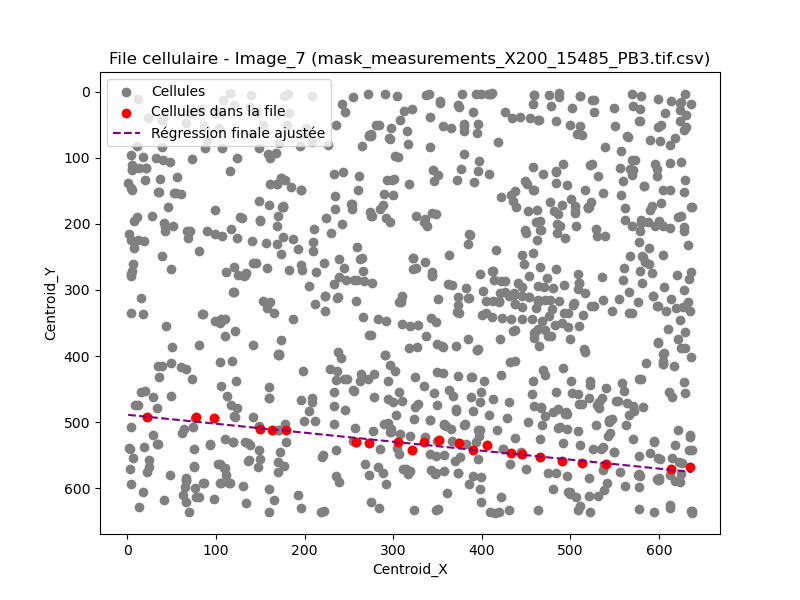 File cellulaire - Image_7 (mask_measurements_X200_15485_PB3.tif.csv)
Cellules
Cellules dans la file
Régression finale ajustée
0
100
200
300
400
500
600
Centroid_Y
0
100
200
300
400
500
600
Centroid_X